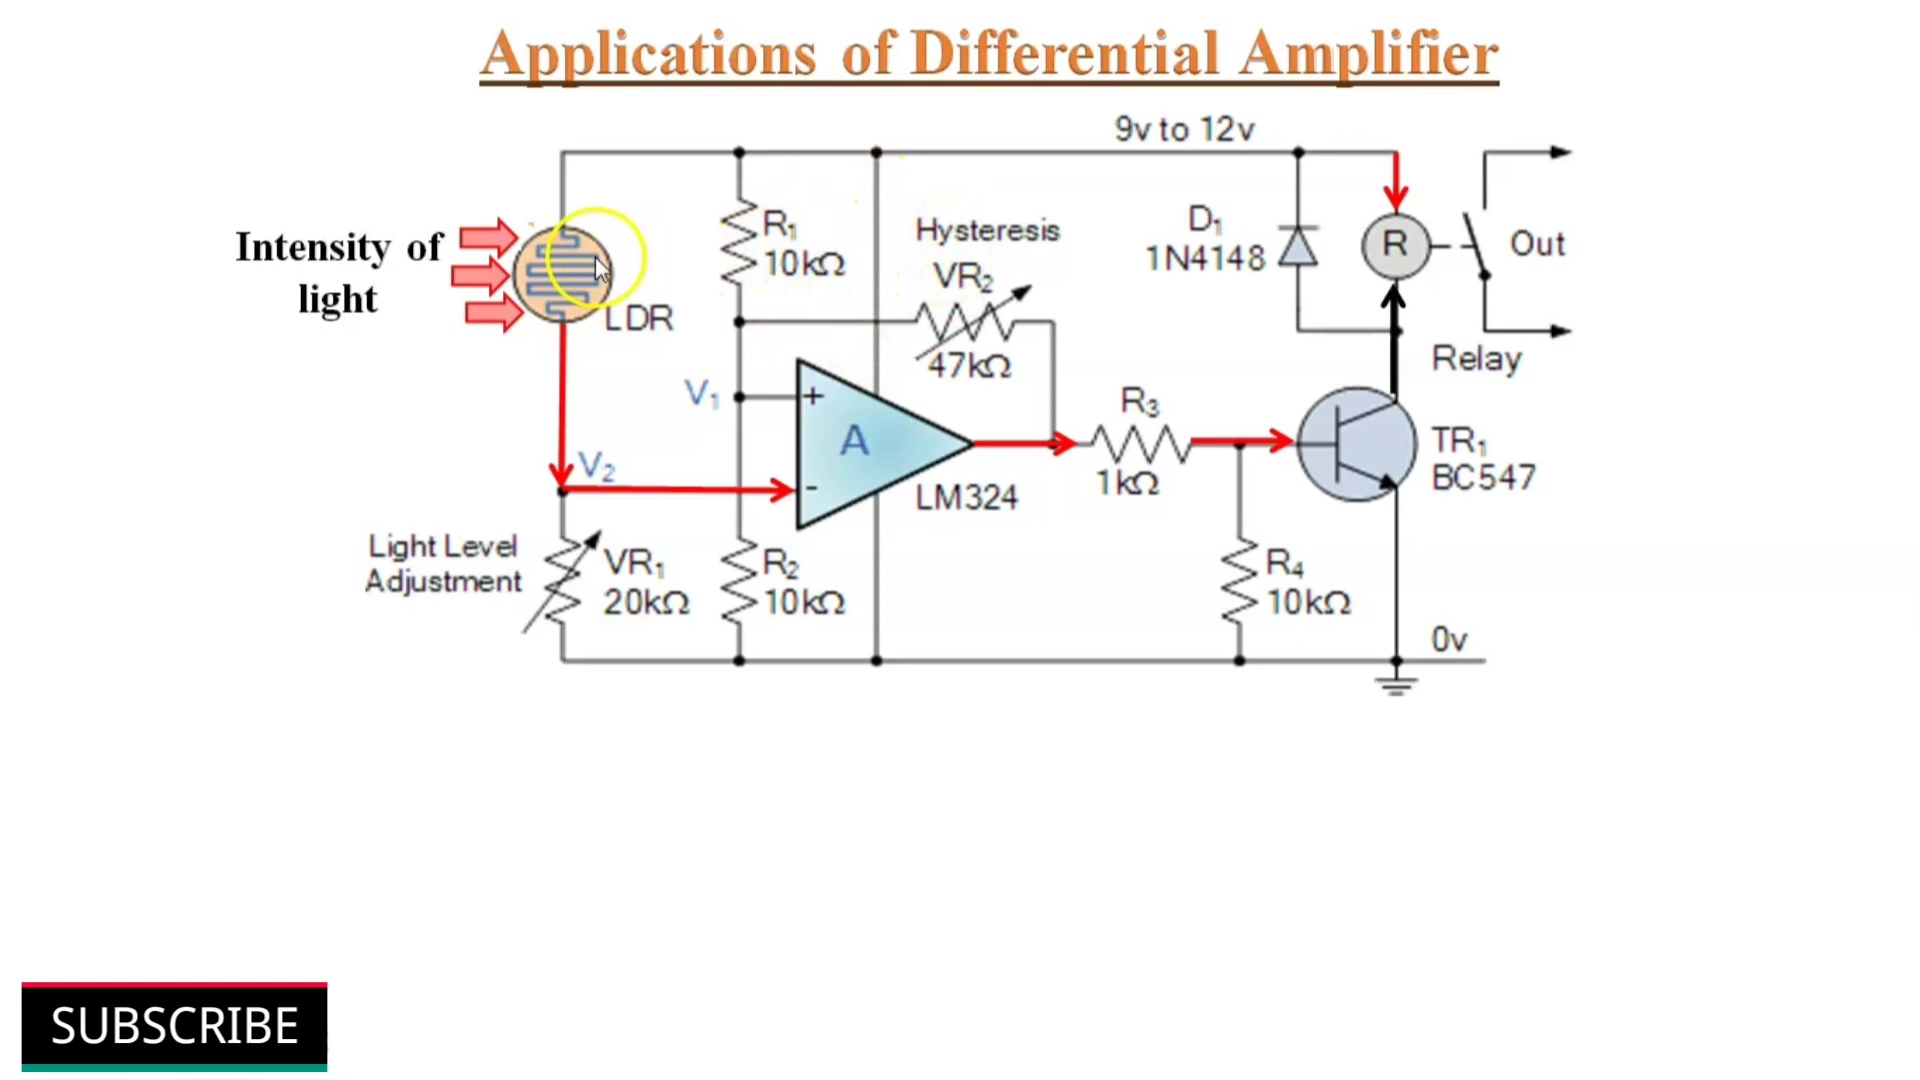 Applications of Differential Amplifier
9v to 12v
Intensity of
light
LDR
R₁
10kΩ
Hysteresis
VR₂
47kΩ
D₁
1N4148
R
Out
Relay
V₁
+
A
-
LM324
V₂
R₃
1kΩ
TR₁
BC547
Light Level
Adjustment
VR₁
20kΩ
R₂
10kΩ
R₄
10kΩ
0v
SUBSCRIBE